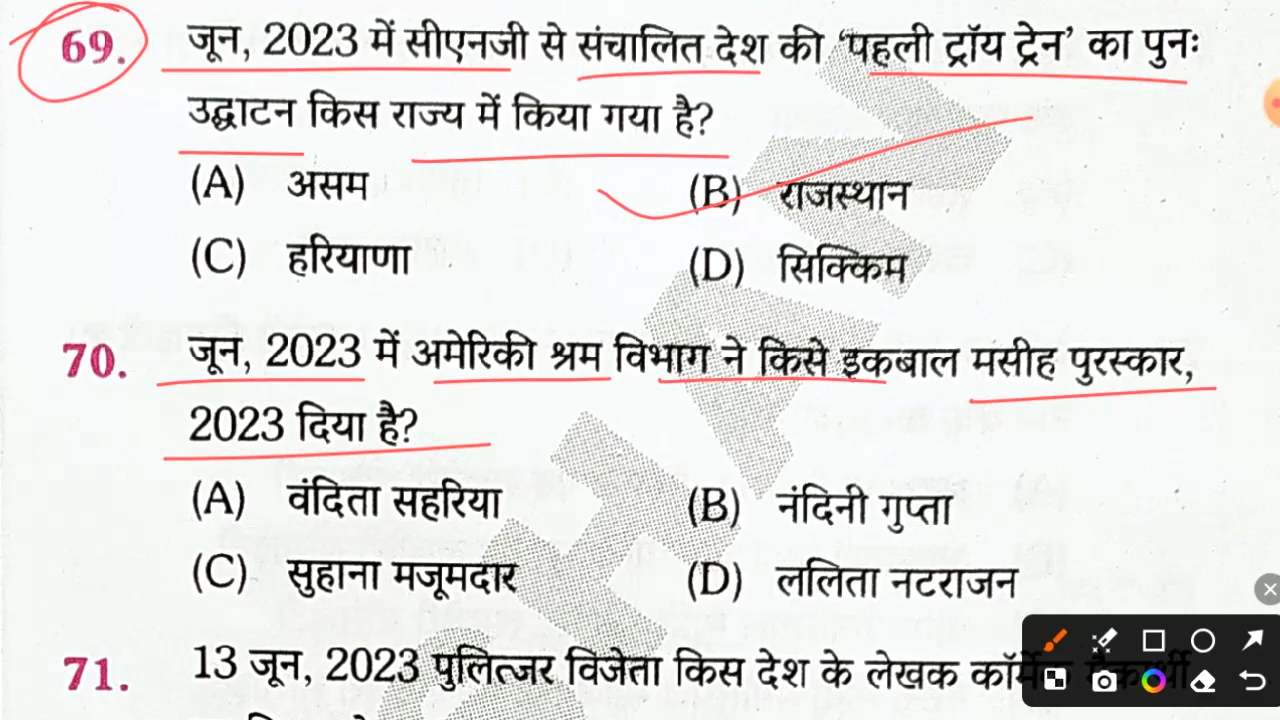 69. जून, 2023 में सीएनजी से संचालित देश की 'पहली ट्रॉय ट्रेन' का पुनः
उद्घाटन किस राज्य में किया गया है?
(A) असम (B) राजस्थान
(C) हरियाणा (D) सिक्किम
70. जून, 2023 में अमेरिकी श्रम विभाग ने किसे इकबाल मसीह पुरस्कार,
2023 दिया है?
(A) वंदिता सहरिया (B) नंदिनी गुप्ता
(C) सुहाना मजूमदार (D) ललिता नटराजन
71. 13 जून, 2023 पुलित्जर विजेता किस देश के लेखक